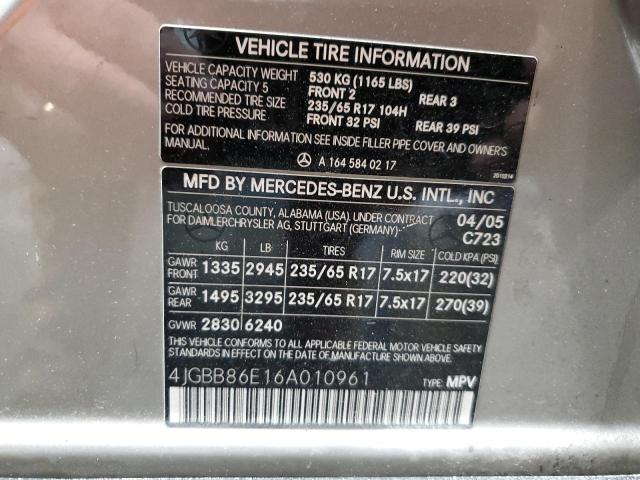 VEHICLE TIRE INFORMATION
VEHICLE CAPACITY WEIGHT 530 KG (1165 LBS)
SEATING CAPACITY 5 FRONT 2 REAR 3
RECOMMENDED TIRE SIZE 235/65 R17 104H
COLD TIRE PRESSURE FRONT 32 PSI REAR 39 PSI
FOR ADDITIONAL INFORMATION SEE INSIDE FILLER PIPE COVER AND OWNERS
MANUAL.
A 164 584 02 17
MFD BY MERCEDES-BENZ U.S. INTL., INC
TUSCALOOSA COUNTY, ALABAMA (USA), UNDER CONTRACT 04/05
FOR DAIMLERCHRYSLER AG, STUTTGART (GERMANY) C723
KG LB TIRES RIM SIZE COLD KPA (PSI)
GAWR FRONT 1335 2945 235/65 R17 7.5x17 220(32)
GAWR REAR 1495 3295 235/65 R17 7.5x17 270(39)
GVWR 2830 6240
THIS VEHICLE CONFORMS TO ALL APPLICABLE FEDERAL MOTOR VEHICLE SAFETY
STANDARDS IN EFFECT ON THE DATE OF MANUFACTURE SHOWN ABOVE.
4JGBB86E16A010961 TYPE: MPV